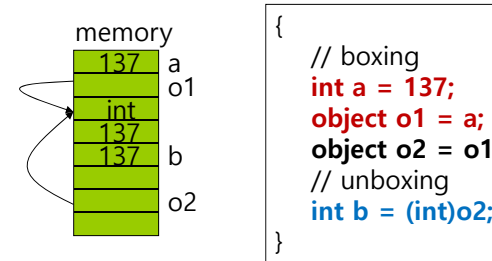 memory
137 a
o1
int
137
137 b
o2
{
// boxing
int a = 137;
object o1 = a;
object o2 = o1
// unboxing
int b = (int)o2;
}